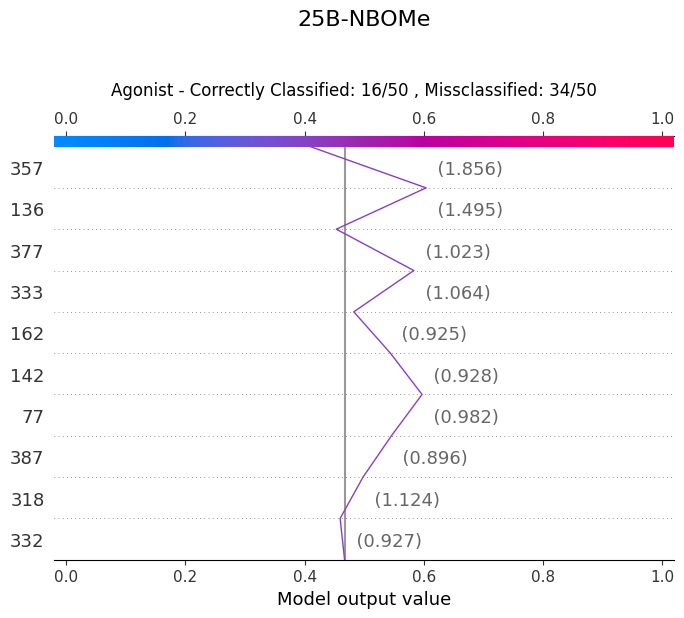 25B-NBOMe
Agonist - Correctly Classified: 16/50 , Missclassified: 34/50
0.0 0.2 0.4 0.6 0.8 1.0
357 (1.856)
136 (1.495)
377 (1.023)
333 (1.064)
162 (0.925)
142 (0.928)
77 (0.982)
387 (0.896)
318 (1.124)
332 (0.927)
0.0 0.2 0.4 0.6 0.8 1.0
Model output value